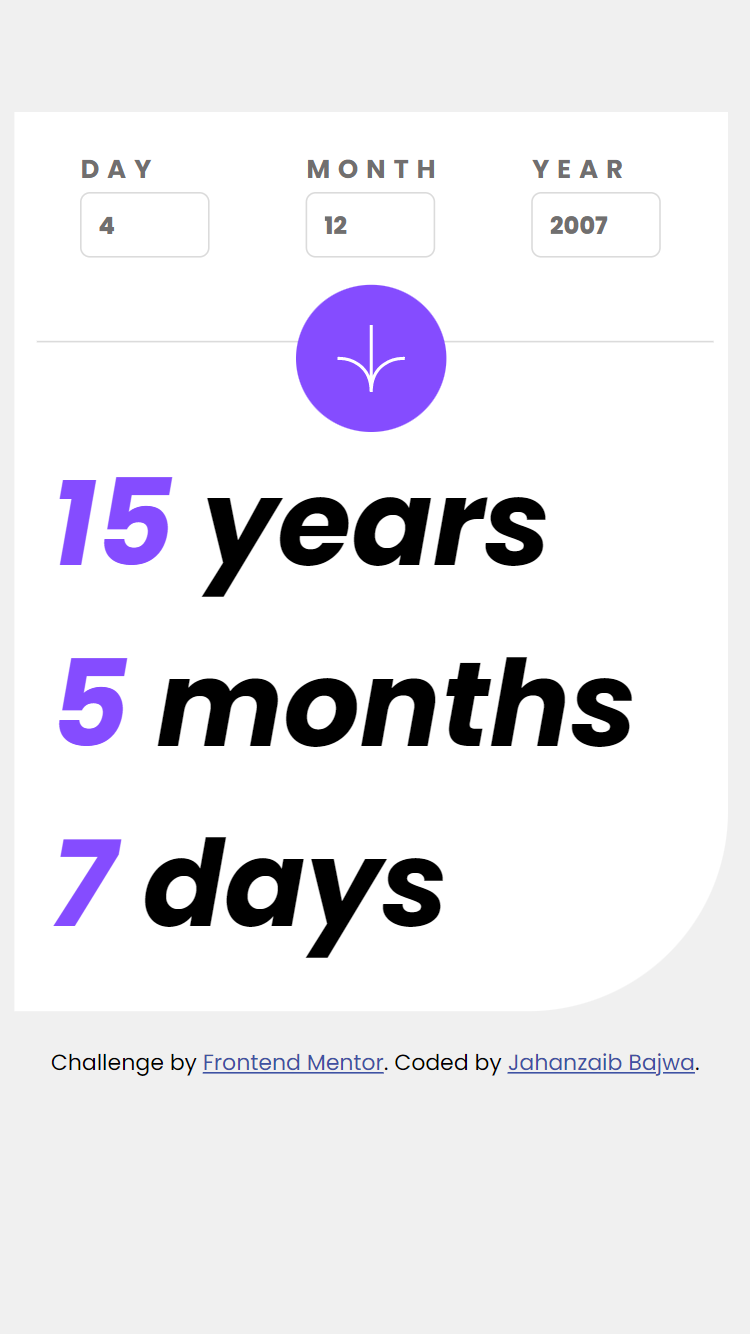 DAY MONTH YEAR
4 12 2007
15 years
5 months
7 days
Challenge by Frontend Mentor. Coded by Jahanzaib Bajwa.